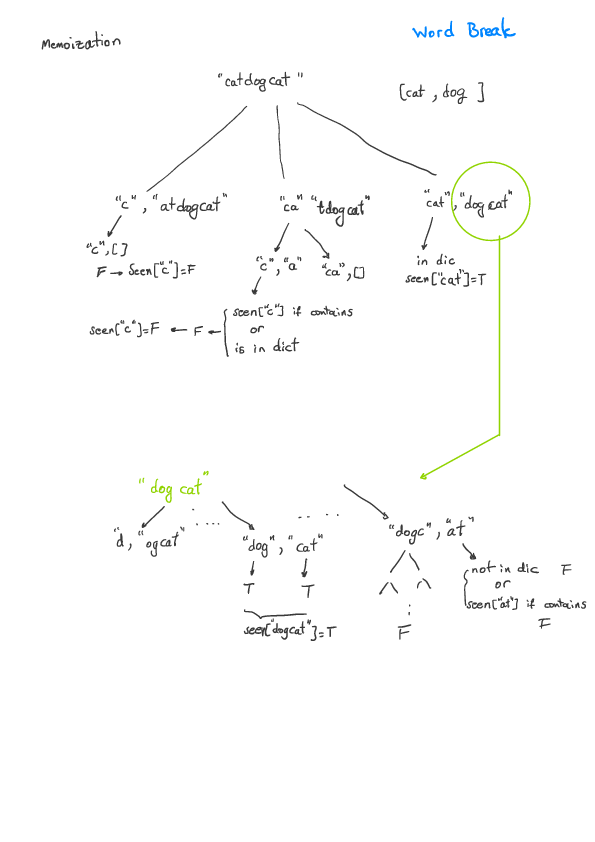 Word Break
Memoization
"catdogcat"
[cat, dog]
"c", "atdogcat"
"ca" "tdogcat"
"cat", "dogcat"
"c", []
F → Seen["c"]=F
"c", "a"
"ca", []
in dic
seen["cat"]=T
seen["c"]=F ← F ←
seen["c"] if contains
or
is in dict
"dogcat"
"d, "ogcat"
"dog", "cat"
"dogc", "at"
T T
seen["dogcat"]=T
F
not in dic F
or
seen["at"] if contains
F